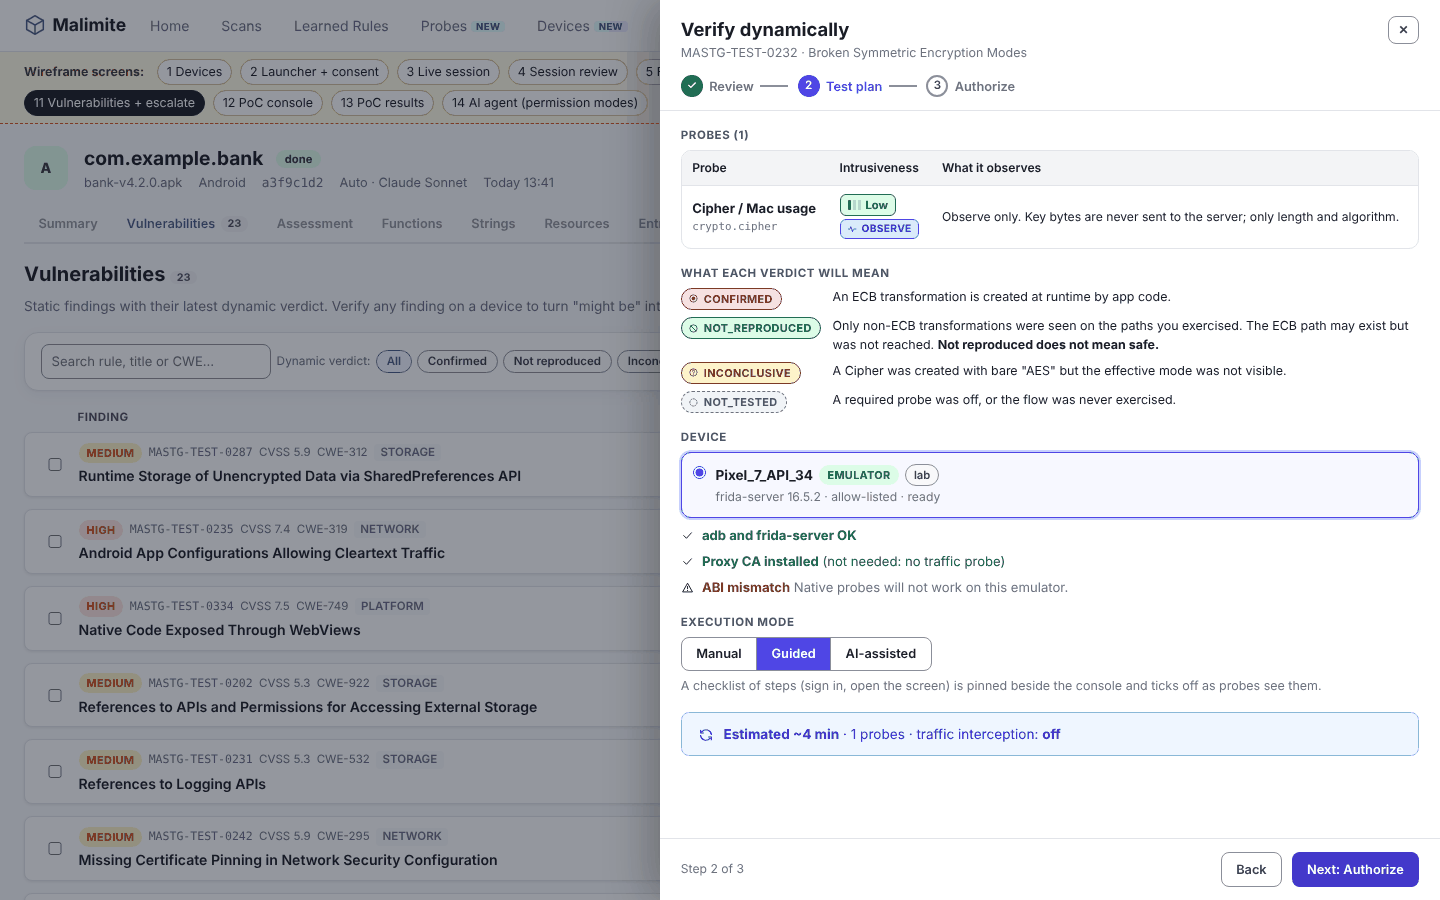 Malimite Home Scans Learned Rules Probes NEW Devices NEW
Wireframe screens: 1 Devices 2 Launcher + consent 3 Live session 4 Session review
11 Vulnerabilities + escalate 12 PoC console 13 PoC results 14 AI agent (permission modes)
A
com.example.bank done
bank-v4.2.0.apk Android a3f9c1d2 Auto · Claude Sonnet Today 13:41
Summary Vulnerabilities 23 Assessment Functions Strings Resources
Vulnerabilities 23
Static findings with their latest dynamic verdict. Verify any finding on a device to turn "might be"
Search rule, title or CWE... Dynamic verdict: All Confirmed Not reproduced
FINDING
MEDIUM MASTG-TEST-0287 CVSS 5.9 CWE-312 STORAGE
Runtime Storage of Unencrypted Data via SharedPreferences API
HIGH MASTG-TEST-0235 CVSS 7.4 CWE-319 NETWORK
Android App Configurations Allowing Cleartext Traffic
HIGH MASTG-TEST-0334 CVSS 7.5 CWE-749 PLATFORM
Native Code Exposed Through WebViews
MEDIUM MASTG-TEST-0202 CVSS 5.3 CWE-922 STORAGE
References to APIs and Permissions for Accessing External Storage
MEDIUM MASTG-TEST-0231 CVSS 5.3 CWE-532 STORAGE
References to Logging APIs
MEDIUM MASTG-TEST-0242 CVSS 5.9 CWE-295 NETWORK
Missing Certificate Pinning in Network Security Configuration
Verify dynamically
MASTG-TEST-0232 · Broken Symmetric Encryption Modes
Review 2 Test plan 3 Authorize
PROBES (1)
Probe Intrusiveness What it observes
Cipher / Mac usage
crypto.cipher
Low
OBSERVE
Observe only. Key bytes are never sent to the server; only length and algorithm.
WHAT EACH VERDICT WILL MEAN
CONFIRMED An ECB transformation is created at runtime by app code.
NOT_REPRODUCED Only non-ECB transformations were seen on the paths you exercised. The ECB path may exist but
was not reached. Not reproduced does not mean safe.
INCONCLUSIVE A Cipher was created with bare "AES" but the effective mode was not visible.
NOT_TESTED A required probe was off, or the flow was never exercised.
DEVICE
Pixel_7_API_34 EMULATOR lab
frida-server 16.5.2 · allow-listed · ready
adb and frida-server OK
Proxy CA installed (not needed: no traffic probe)
ABI mismatch Native probes will not work on this emulator.
EXECUTION MODE
Manual Guided AI-assisted
A checklist of steps (sign in, open the screen) is pinned beside the console and ticks off as probes see them.
Estimated ~4 min · 1 probes · traffic interception: off
Step 2 of 3 Back Next: Authorize